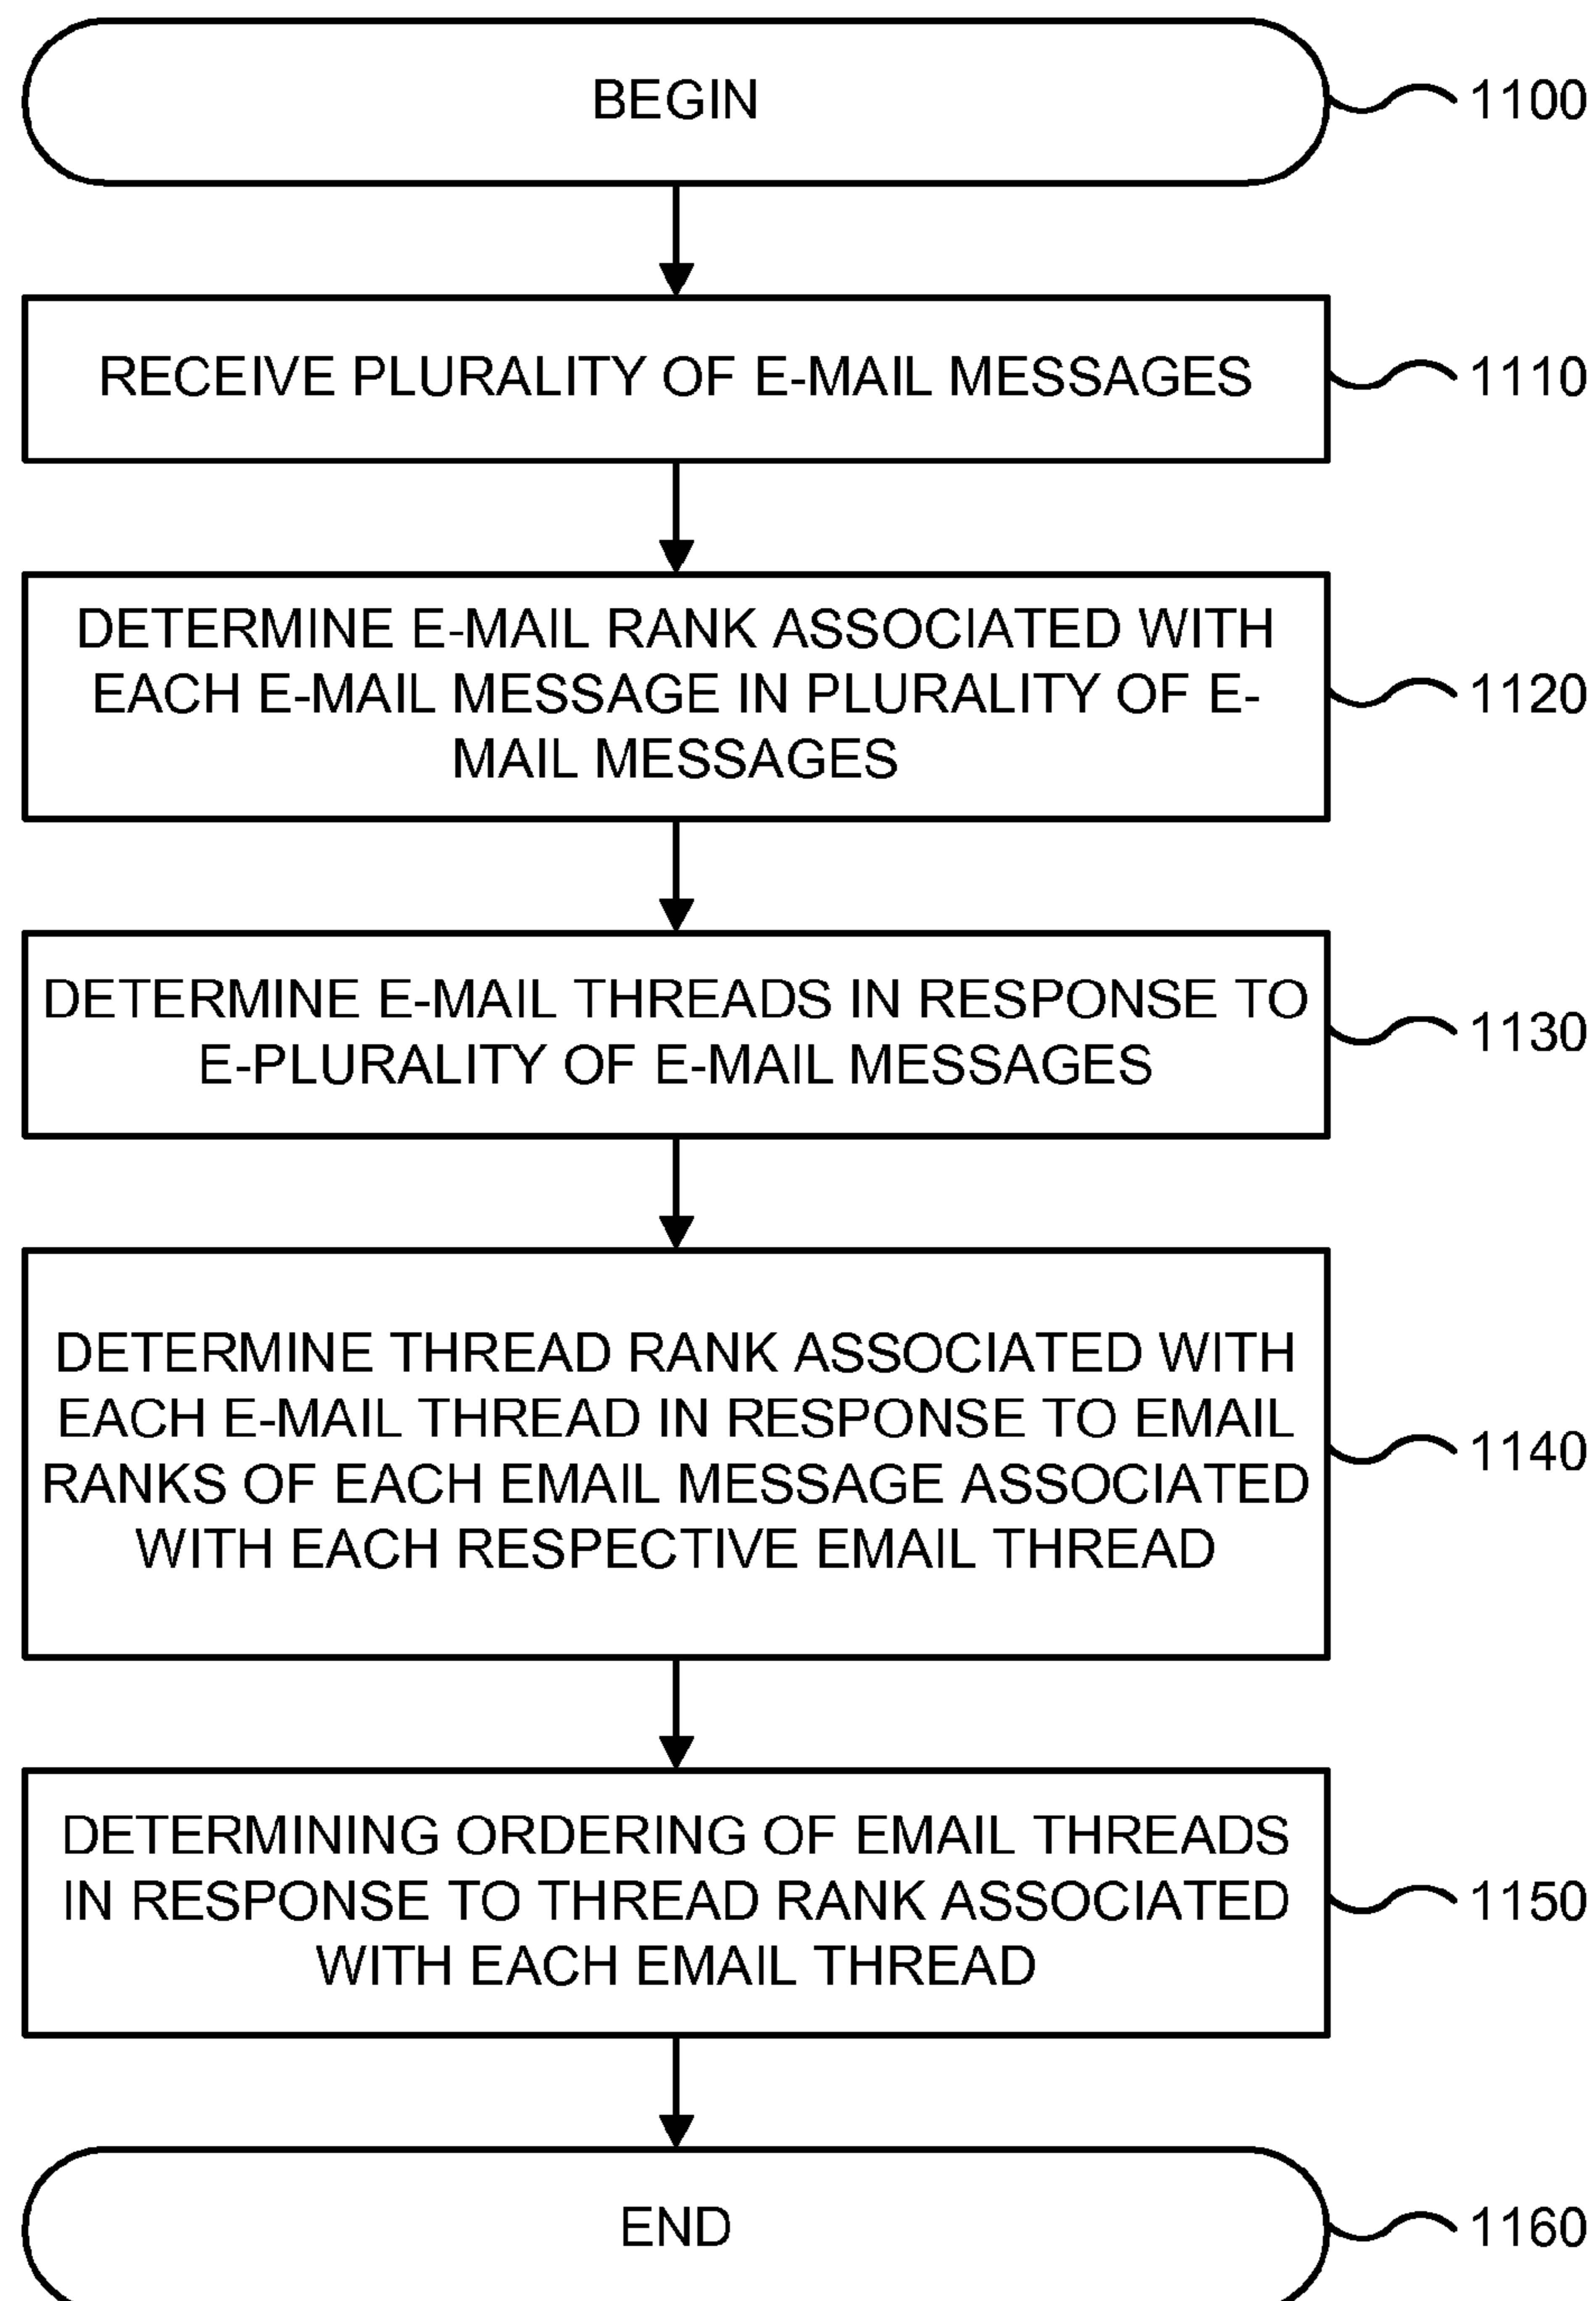 BEGIN
1100
RECEIVE PLURALITY OF E-MAIL MESSAGES
1110
DETERMINE E-MAIL RANK ASSOCIATED WITH
EACH E-MAIL MESSAGE IN PLURALITY OF E-
MAIL MESSAGES
1120
DETERMINE E-MAIL THREADS IN RESPONSE TO
E-PLURALITY OF E-MAIL MESSAGES
1130
DETERMINE THREAD RANK ASSOCIATED WITH
EACH E-MAIL THREAD IN RESPONSE TO EMAIL
RANKS OF EACH EMAIL MESSAGE ASSOCIATED
WITH EACH RESPECTIVE EMAIL THREAD
1140
DETERMINING ORDERING OF EMAIL THREADS
IN RESPONSE TO THREAD RANK ASSOCIATED
WITH EACH EMAIL THREAD
1150
END
1160